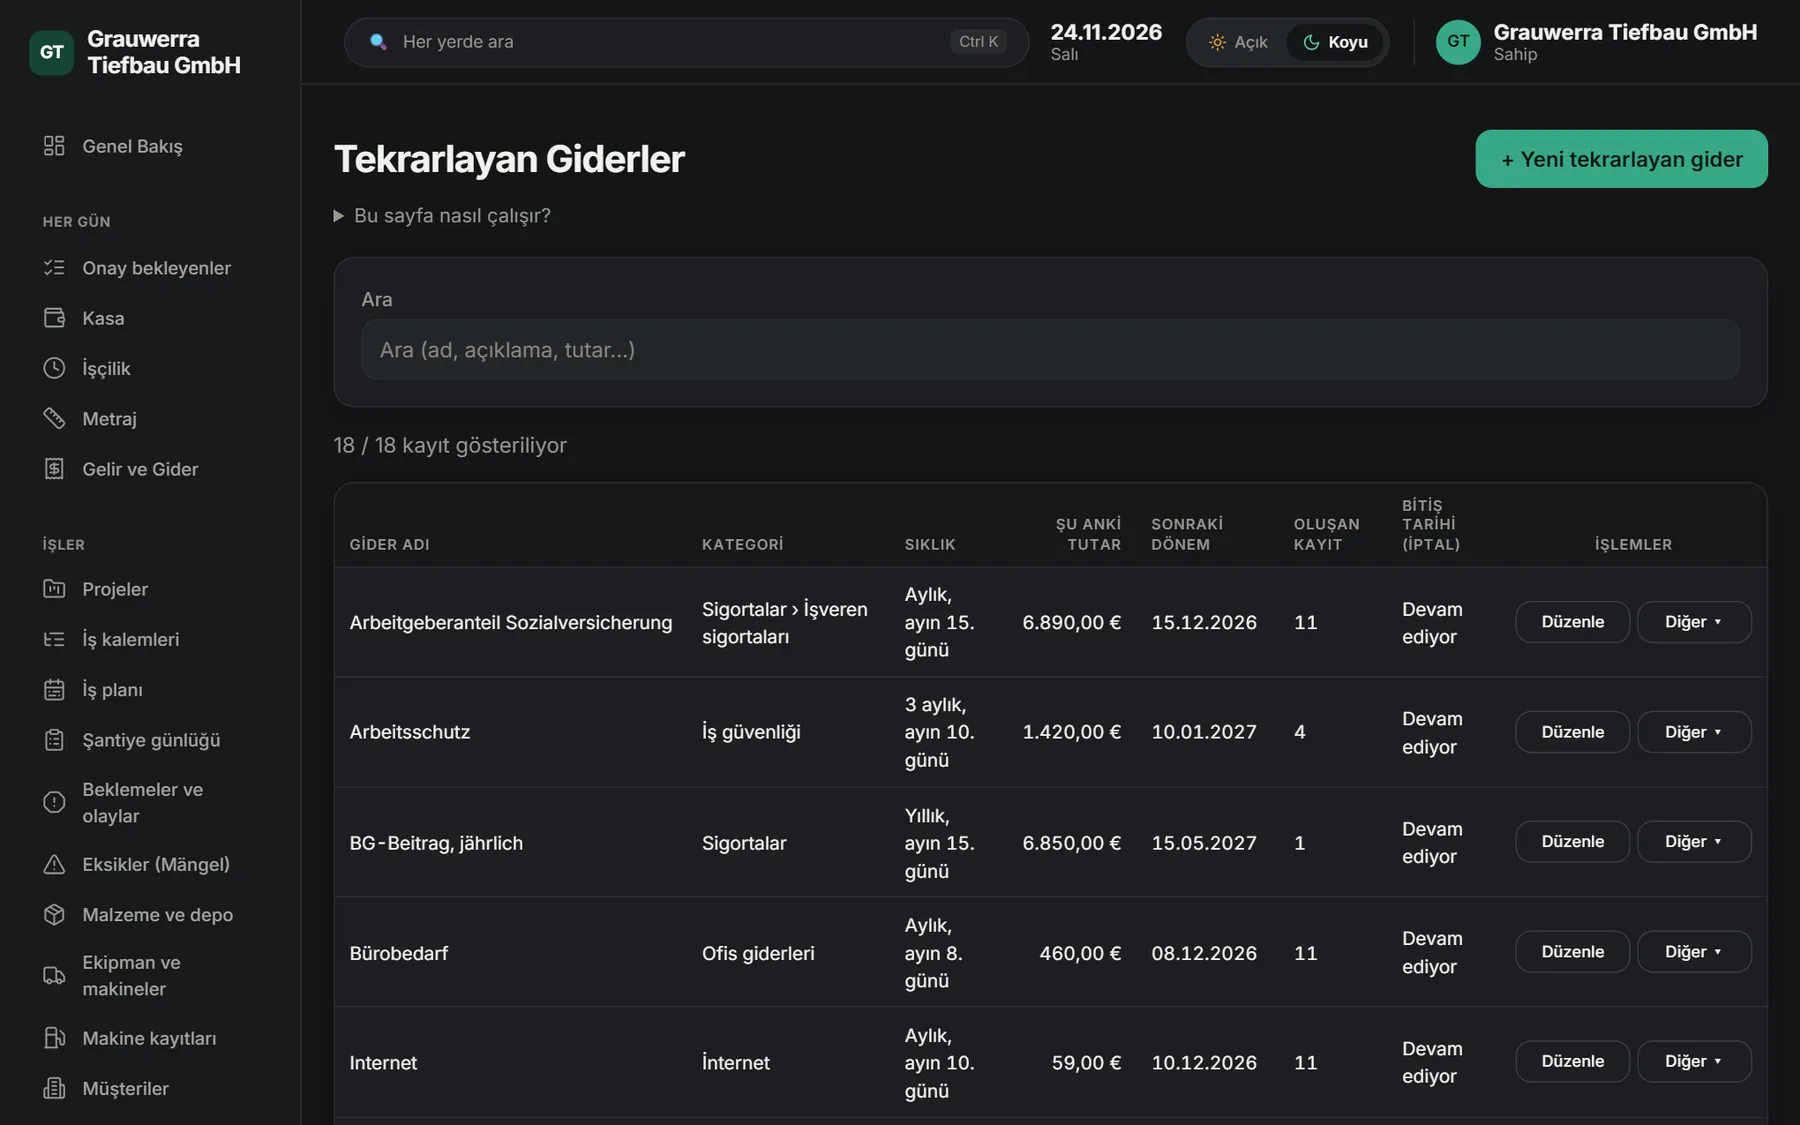 GT
Grauwerra
Tiefbau GmbH
Her yerde ara
Ctrl K
24.11.2026
Salı
Açık
Koyu
GT
Grauwerra Tiefbau GmbH
Sahip
Genel Bakış
HER GÜN
Onay bekleyenler
Kasa
İşçilik
Metraj
Gelir ve Gider
İŞLER
Projeler
İş kalemleri
İş planı
Şantiye günlüğü
Beklemeler ve
olaylar
Eksikler (Mängel)
Malzeme ve depo
Ekipman ve
makineler
Makine kayıtları
Müşteriler
Tekrarlayan Giderler
+ Yeni tekrarlayan gider
▶ Bu sayfa nasıl çalışır?
Ara
Ara (ad, açıklama, tutar...)
18 / 18 kayıt gösteriliyor
GİDER ADI
KATEGORİ
SIKLIK
ŞU ANKİ
TUTAR
SONRAKİ
DÖNEM
OLUŞAN
KAYIT
BİTİŞ
TARİHİ
(İPTAL)
İŞLEMLER
Arbeitgeberanteil Sozialversicherung
Sigortalar › İşveren
sigortaları
Aylık,
ayın 15.
günü
6.890,00 €
15.12.2026
11
Devam
ediyor
Düzenle
Diğer ▾
Arbeitsschutz
İş güvenliği
3 aylık,
ayın 10.
günü
1.420,00 €
10.01.2027
4
Devam
ediyor
Düzenle
Diğer ▾
BG-Beitrag, jährlich
Sigortalar
Yıllık,
ayın 15.
günü
6.850,00 €
15.05.2027
1
Devam
ediyor
Düzenle
Diğer ▾
Bürobedarf
Ofis giderleri
Aylık,
ayın 8.
günü
460,00 €
08.12.2026
11
Devam
ediyor
Düzenle
Diğer ▾
Internet
İnternet
Aylık,
ayın 10.
günü
59,00 €
10.12.2026
11
Devam
ediyor
Düzenle
Diğer ▾